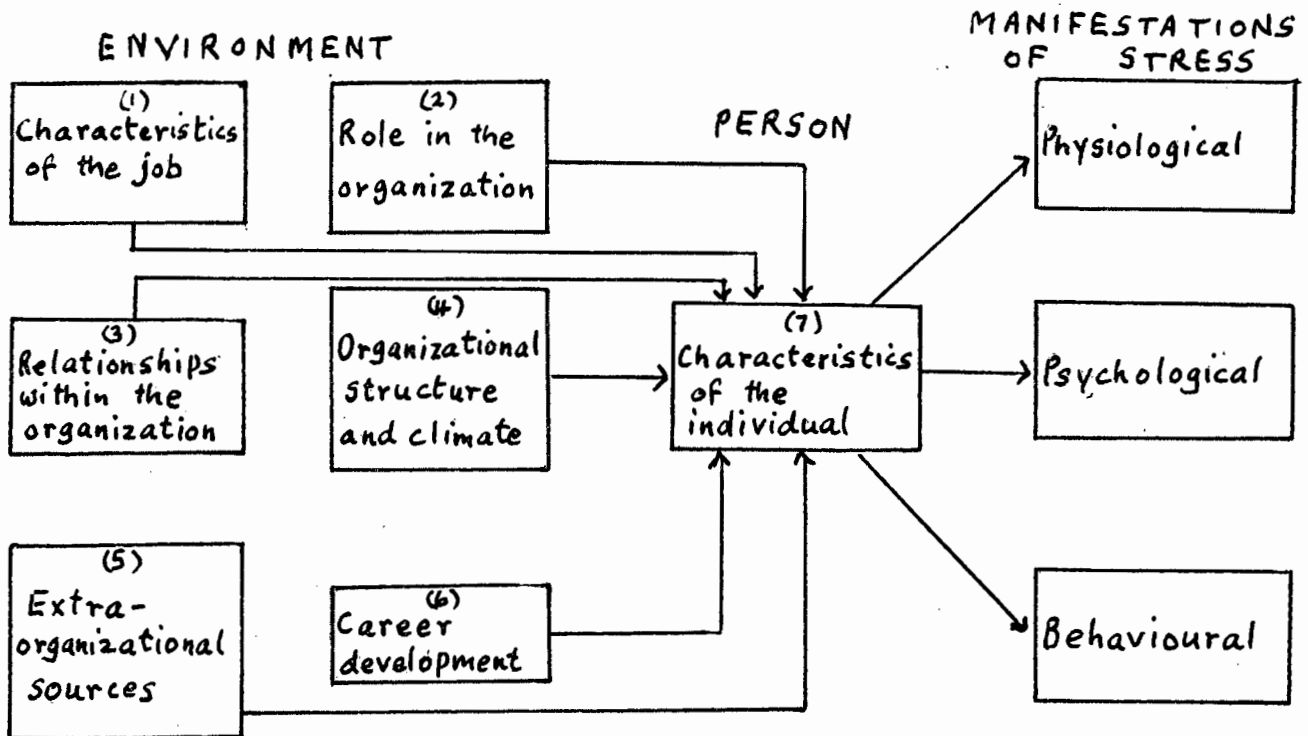 ENVIRONMENT
MANIFESTATIONS
OF STRESS
PERSON
(1)
Characteristics
of the job
(2)
Role in the
organization
Physiological
(3)
Relationships
within the
organization
(4)
Organizational
structure
and climate
(7)
Characteristics
of the
individual
Psychological
(5)
Extra-
organizational
sources
(6)
Career
development
Behavioural